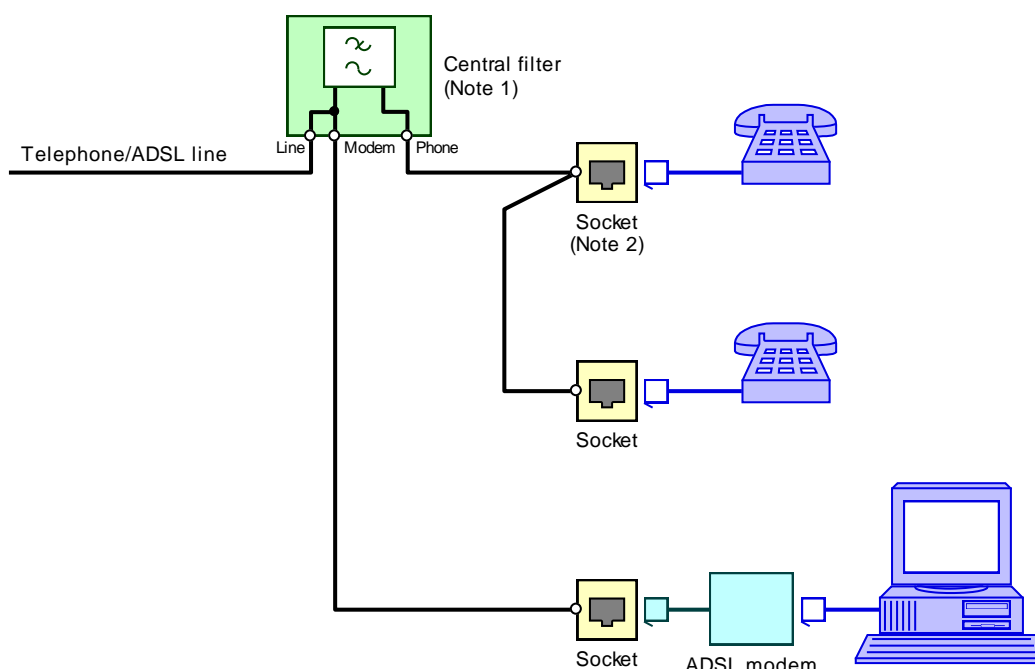 Central filter
(Note 1)
Telephone/ADSL line
Line
Modem
Phone
Socket
(Note 2)
Socket
Socket
ADSL modem